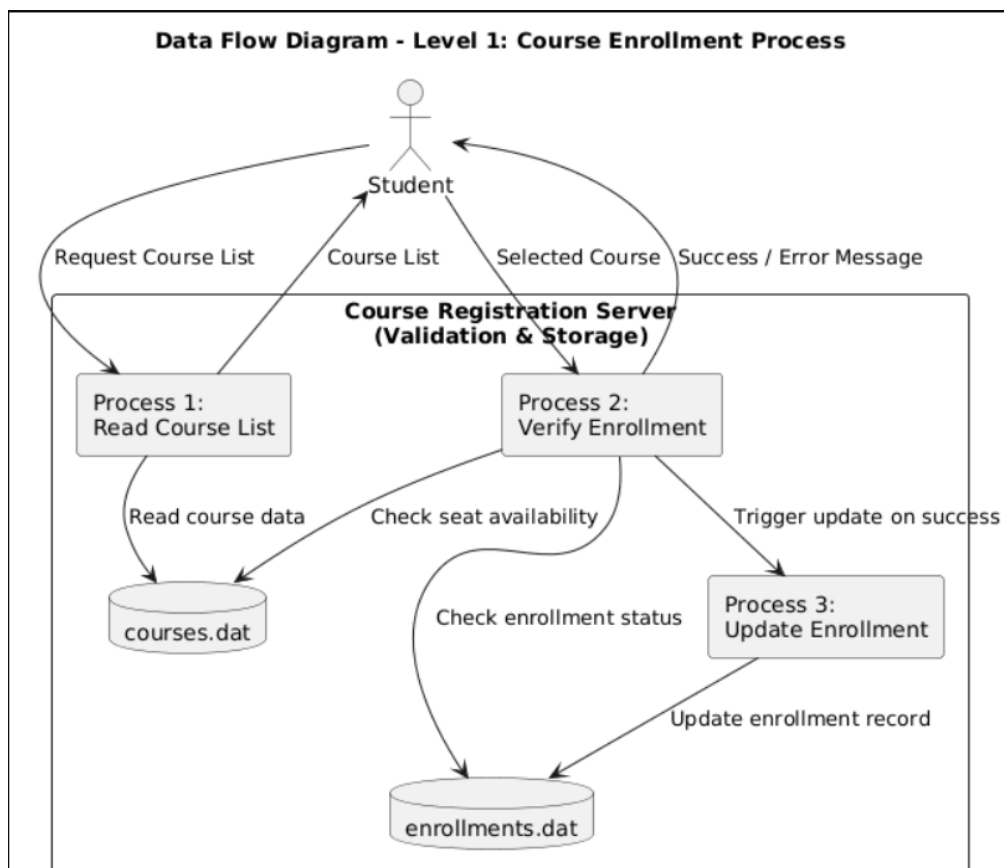 Data Flow Diagram - Level 1: Course Enrollment Process
Student
Request Course List
Course List
Selected Course
Success / Error Message
Course Registration Server
(Validation & Storage)
Process 1:
Read Course List
Process 2:
Verify Enrollment
Read course data
Check seat availability
Trigger update on success
Process 3:
Update Enrollment
courses.dat
Check enrollment status
Update enrollment record
enrollments.dat